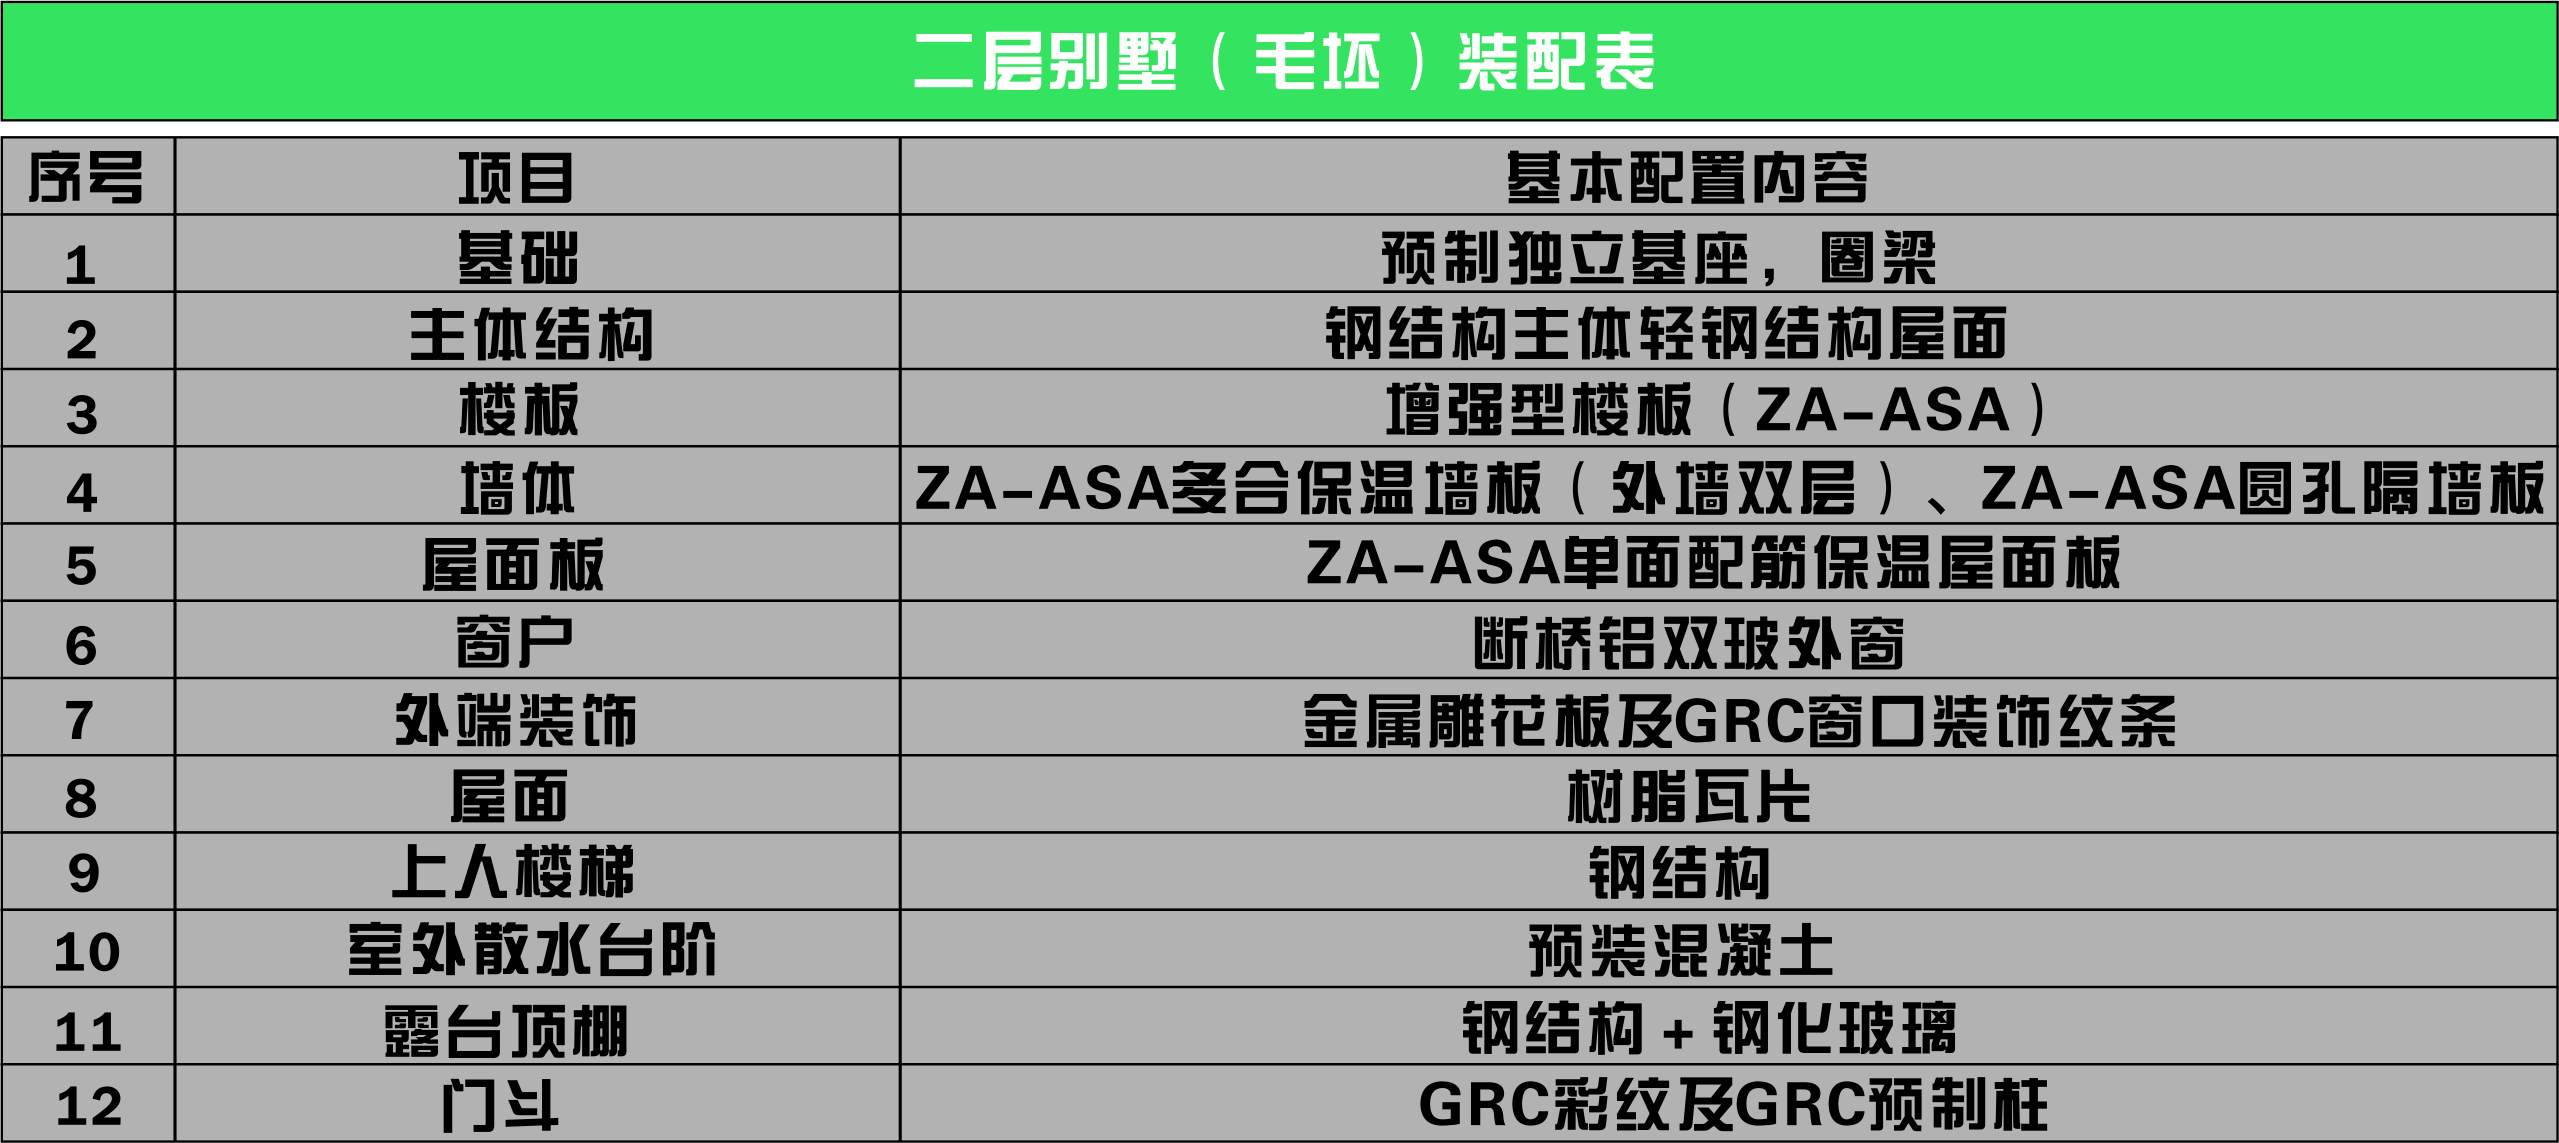 二层别墅（毛坯）装配表
序号 项目 基本配置内容
1 基础 预制独立基座，圈梁
2 主体结构 钢结构主体轻钢结构屋面
3 楼板 增强型楼板（ZA-ASA）
4 墙体 ZA-ASA多合保温墙板（外墙双层）、ZA-ASA圆孔隔墙板
5 屋面板 ZA-ASA单面配筋保温屋面板
6 窗户 断桥铝双玻外窗
7 外端装饰 金属雕花板及GRC窗口装饰纹条
8 屋面 树脂瓦片
9 上人楼梯 钢结构
10 室外散水台阶 预装混凝土
11 露台顶棚 钢结构+钢化玻璃
12 门斗 GRC彩纹及GRC预制柱